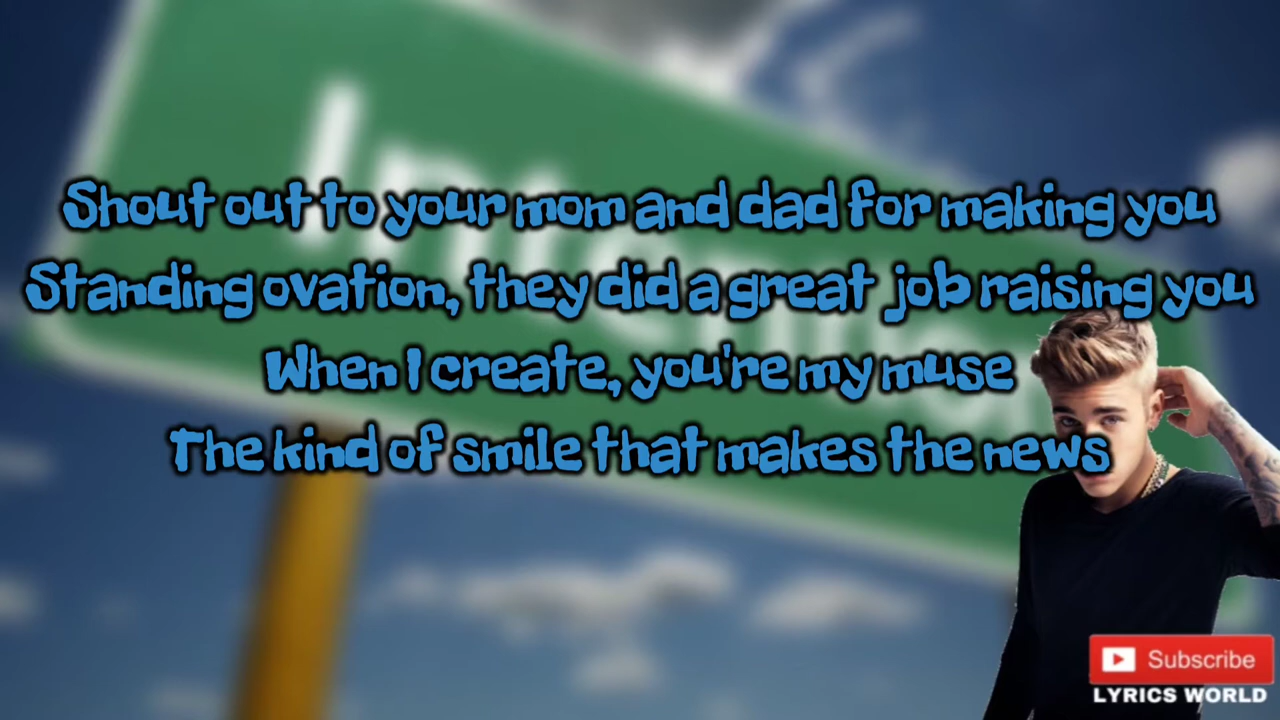 Shout out to your mom and dad for making you
Standing ovation, they did a great job raising you
When I create, you're my muse
The kind of smile that makes the news
Subscribe
LYRICS WORLD